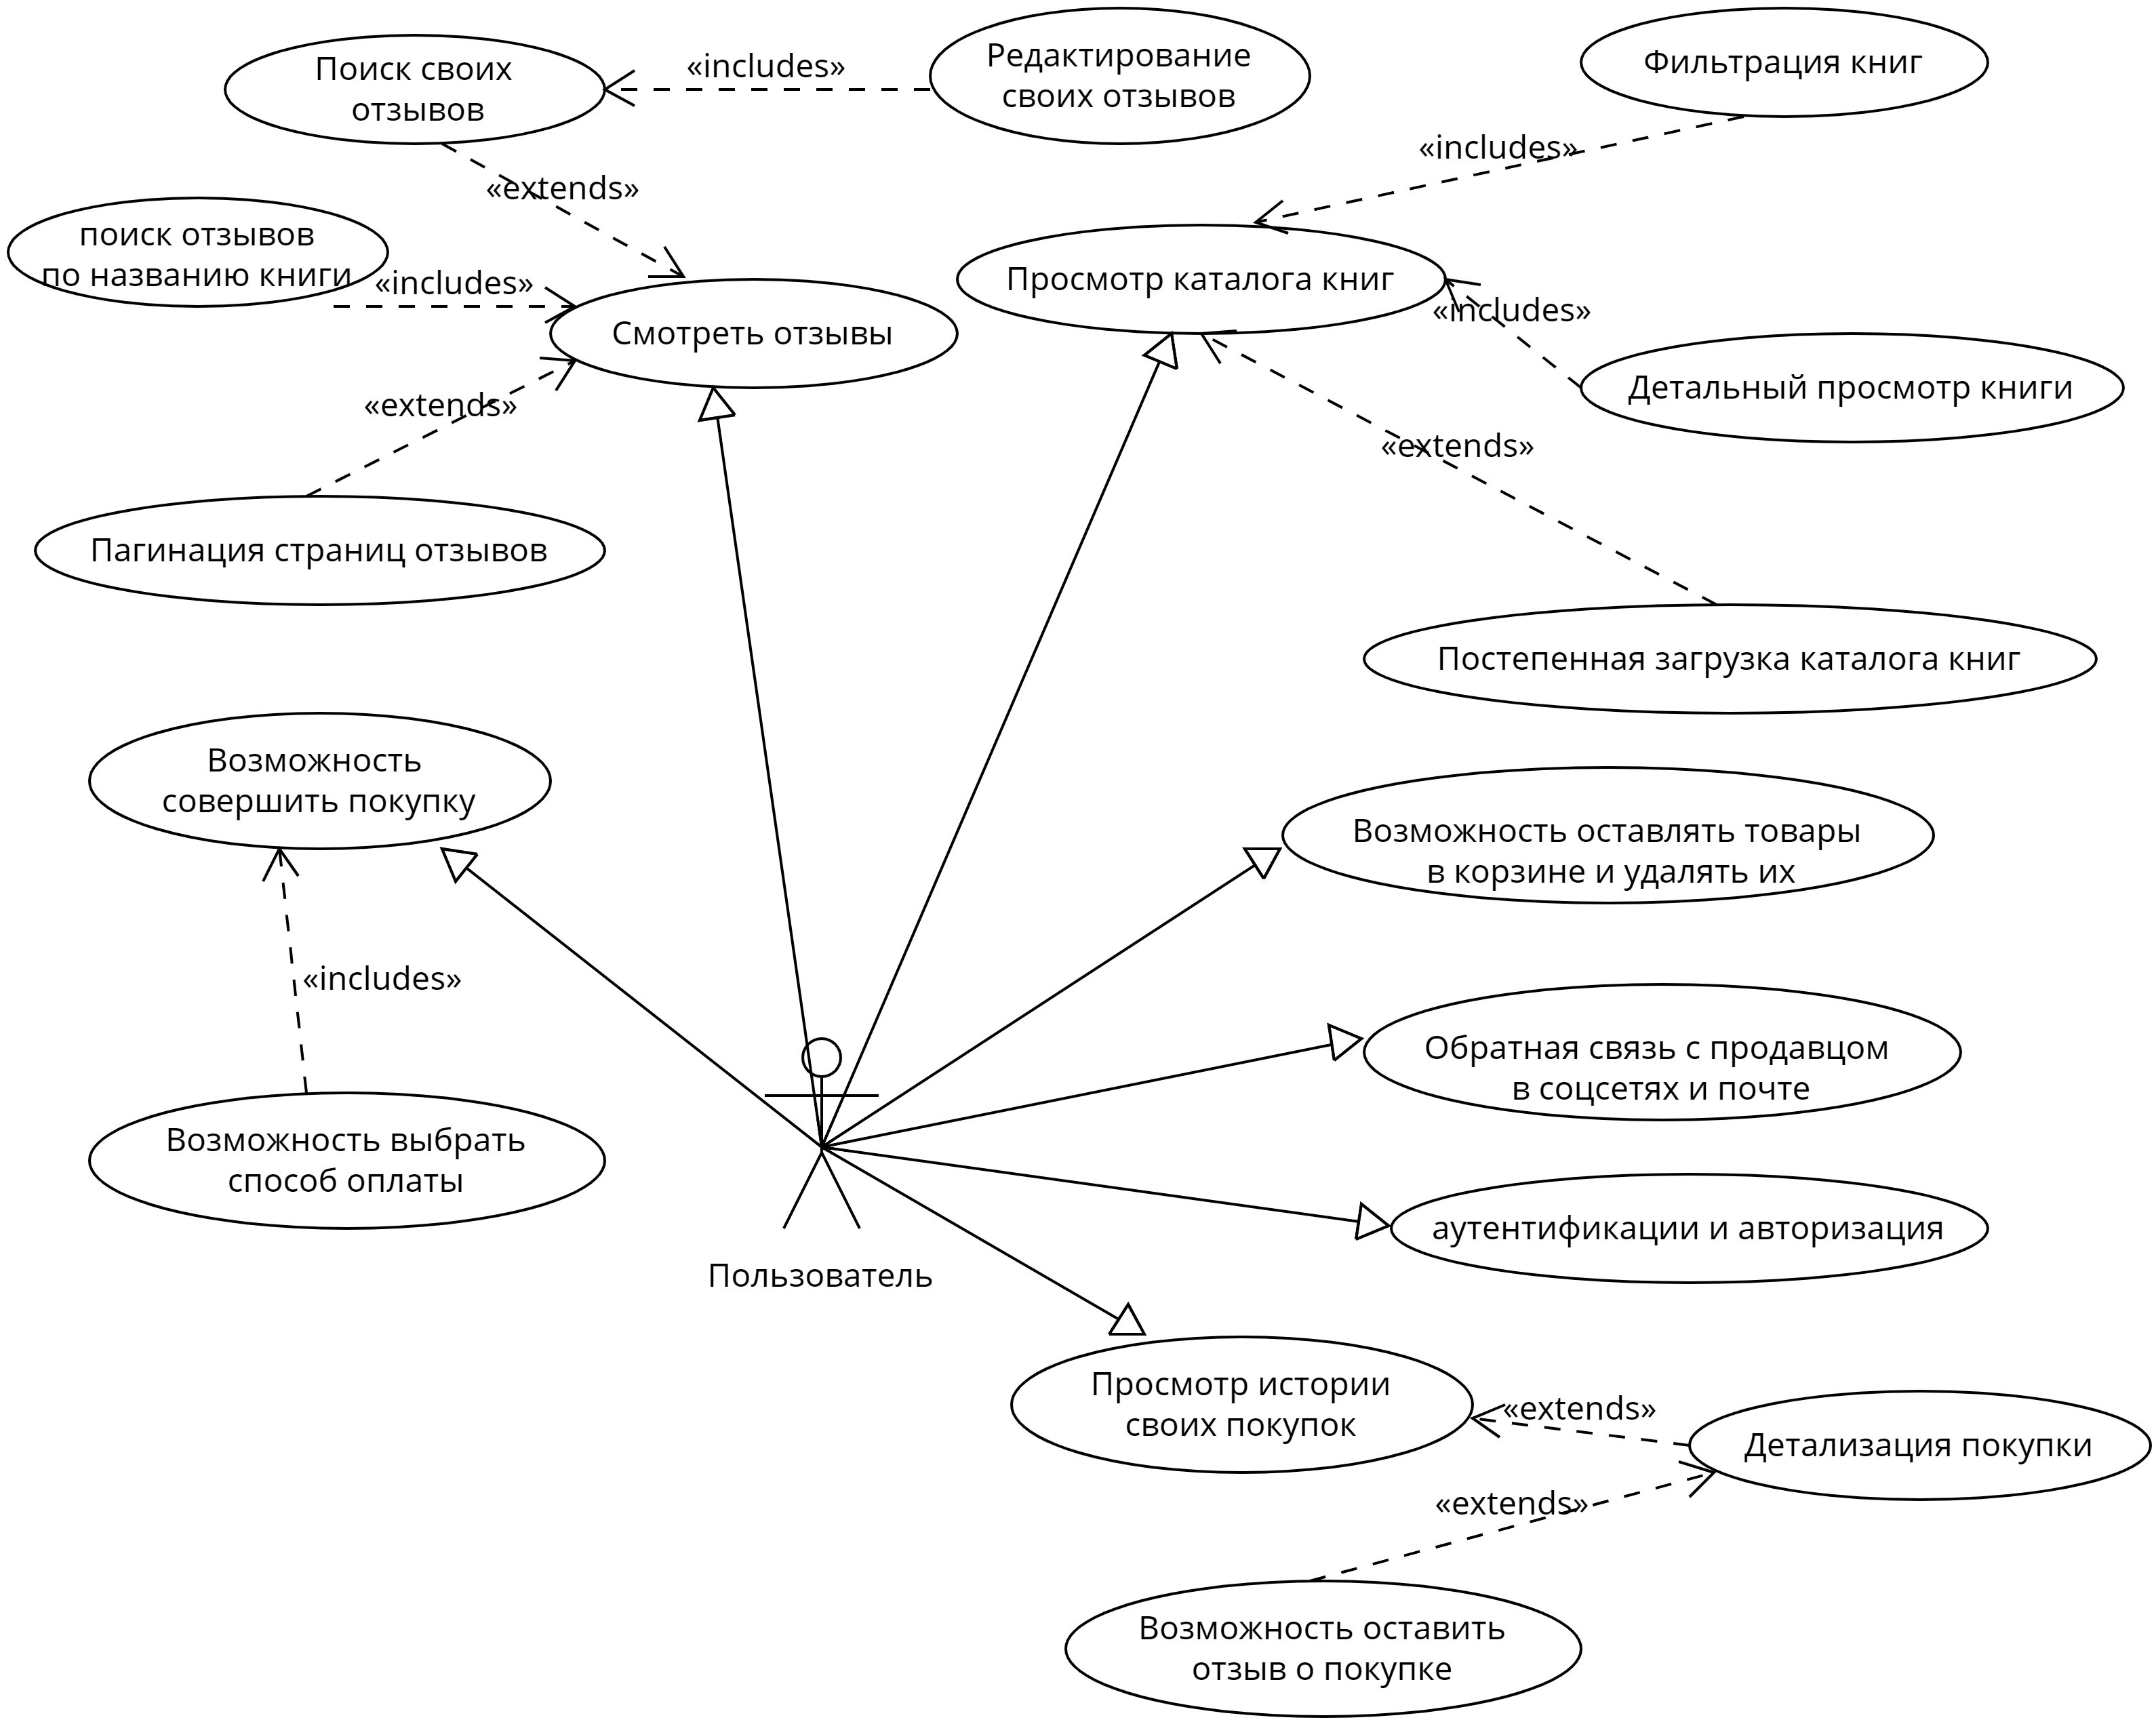 Поиск своих
отзывов
«includes»
Редактирование
своих отзывов
Фильтрация книг
«includes»
«extends»
поиск отзывов
по названию книги
«includes»
Смотреть отзывы
Просмотр каталога книг
«includes»
Детальный просмотр книги
«extends»
«extends»
Пагинация страниц отзывов
Постепенная загрузка каталога книг
Возможность
совершить покупку
Возможность оставлять товары
в корзине и удалять их
«includes»
Обратная связь с продавцом
в соцсетях и почте
Возможность выбрать
способ оплаты
аутентификации и авторизация
Пользователь
Просмотр истории
своих покупок
«extends»
Детализация покупки
«extends»
Возможность оставить
отзыв о покупке